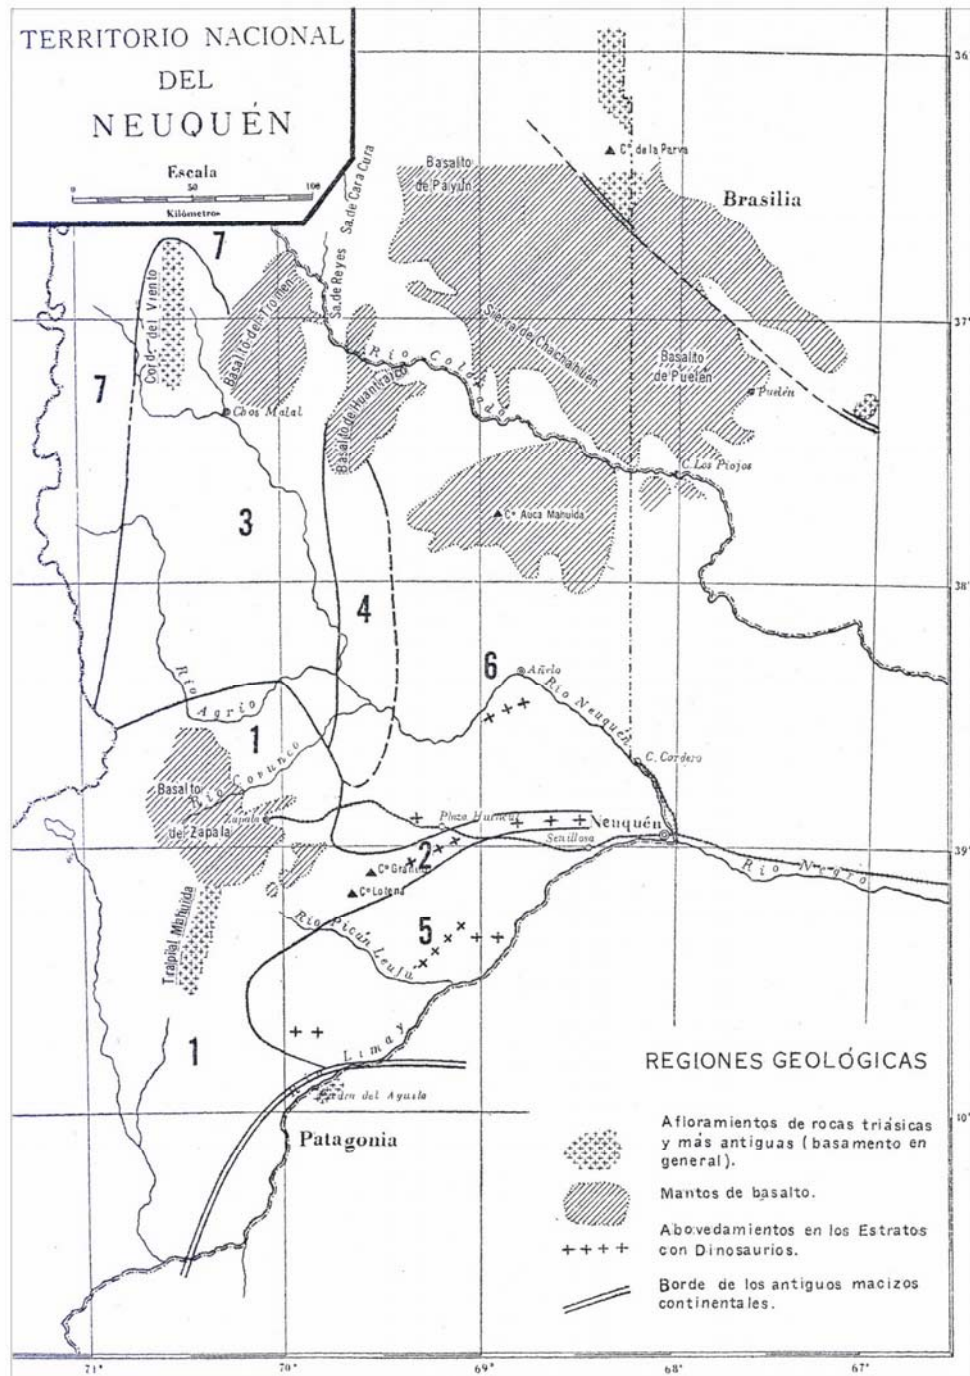 TERRITORIO NACIONAL
DEL
NEUQUÉN
Escala
0 50 100
Kilómetros
36°
Cº de la Parva
Basalto
de Payún
Brasilia
Sa. de Cara Cura
Sa. de Reyes
7
Cord. del Viento
Basalto del Tromen
37°
Río Colorado
Sierra de Chachahuén
Basalto
de Puelén
Puelén
7
Chos Malal
Basalto de Huantraico
C. Los Piojos
3
Cº Auca Mahuida
38°
4
6
Añelo
Río Agrio
Río Neuquén
1
Río Covunco
C. Cordero
Basalto
del Zapala
Zapala
Plaza Huincul
Neuquén
Senillosa
39°
2
Cº Granito
Cº Lotena
Río Negro
Traipial Mahuida
Río Picún Leufú
5
1
Limay
REGIONES GEOLÓGICAS
del Aguila
40°
Patagonia
Afloramientos de rocas triásicas
y más antiguas (basamento en
general).
Mantos de basalto.
Abovedamientos en los Estratos
con Dinosaurios.
Borde de los antiguos macizos
continentales.
71° 70° 69° 68° 67°